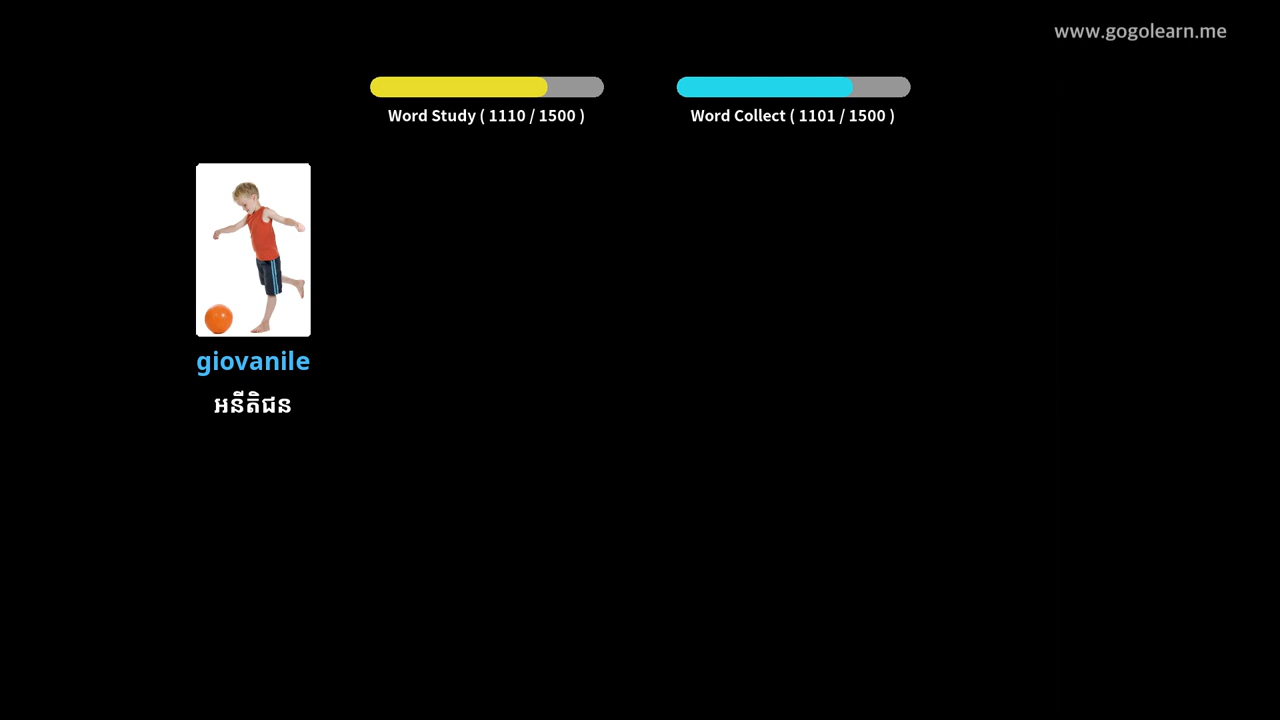 www.gogolearn.me
Word Study ( 1110 / 1500 )
Word Collect ( 1101 / 1500 )
giovanile
អនីតិជន